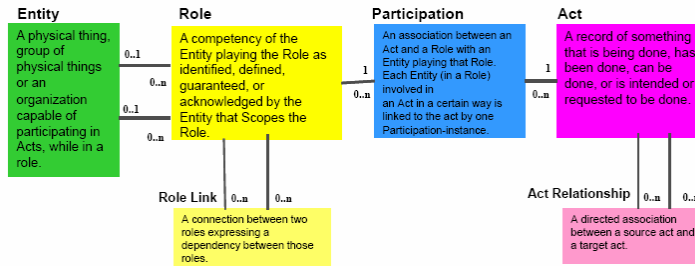 Entity
Role
Participation
Act
A physical thing,
group of
physical things
or an
organization
capable of
participating in
Acts, while in a
role.
0..1
0..n
0..1
0..n
A competency of the
Entity playing the Role as
identified, defined,
guaranteed, or
acknowledged by the
Entity that Scopes the
Role.
1
0..n
An association between an
Act and a Role with an
Entity playing that Role.
Each Entity (in a Role)
involved in
an Act in a certain way is
linked to the act by one
Participation-instance.
1
0..n
A record of something
that is being done, has
been done, can be
done, or is intended or
requested to be done.
Role Link
0..n
0..n
A connection between two
roles expressing a
dependency between those
roles.
Act Relationship
0..n
0..n
A directed association
between a source act and
a target act.